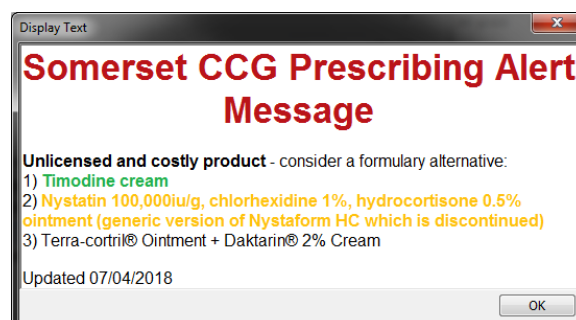 Display Text
Somerset CCG Prescribing Alert
Message
Unlicensed and costly product - consider a formulary alternative:
1) Timodine cream
2) Nystatin 100,000iu/g, chlorhexidine 1%, hydrocortisone 0.5%
ointment (generic version of Nystaform HC which is discontinued)
3) Terra-cortril® Ointment + Daktarin® 2% Cream
Updated 07/04/2018
OK